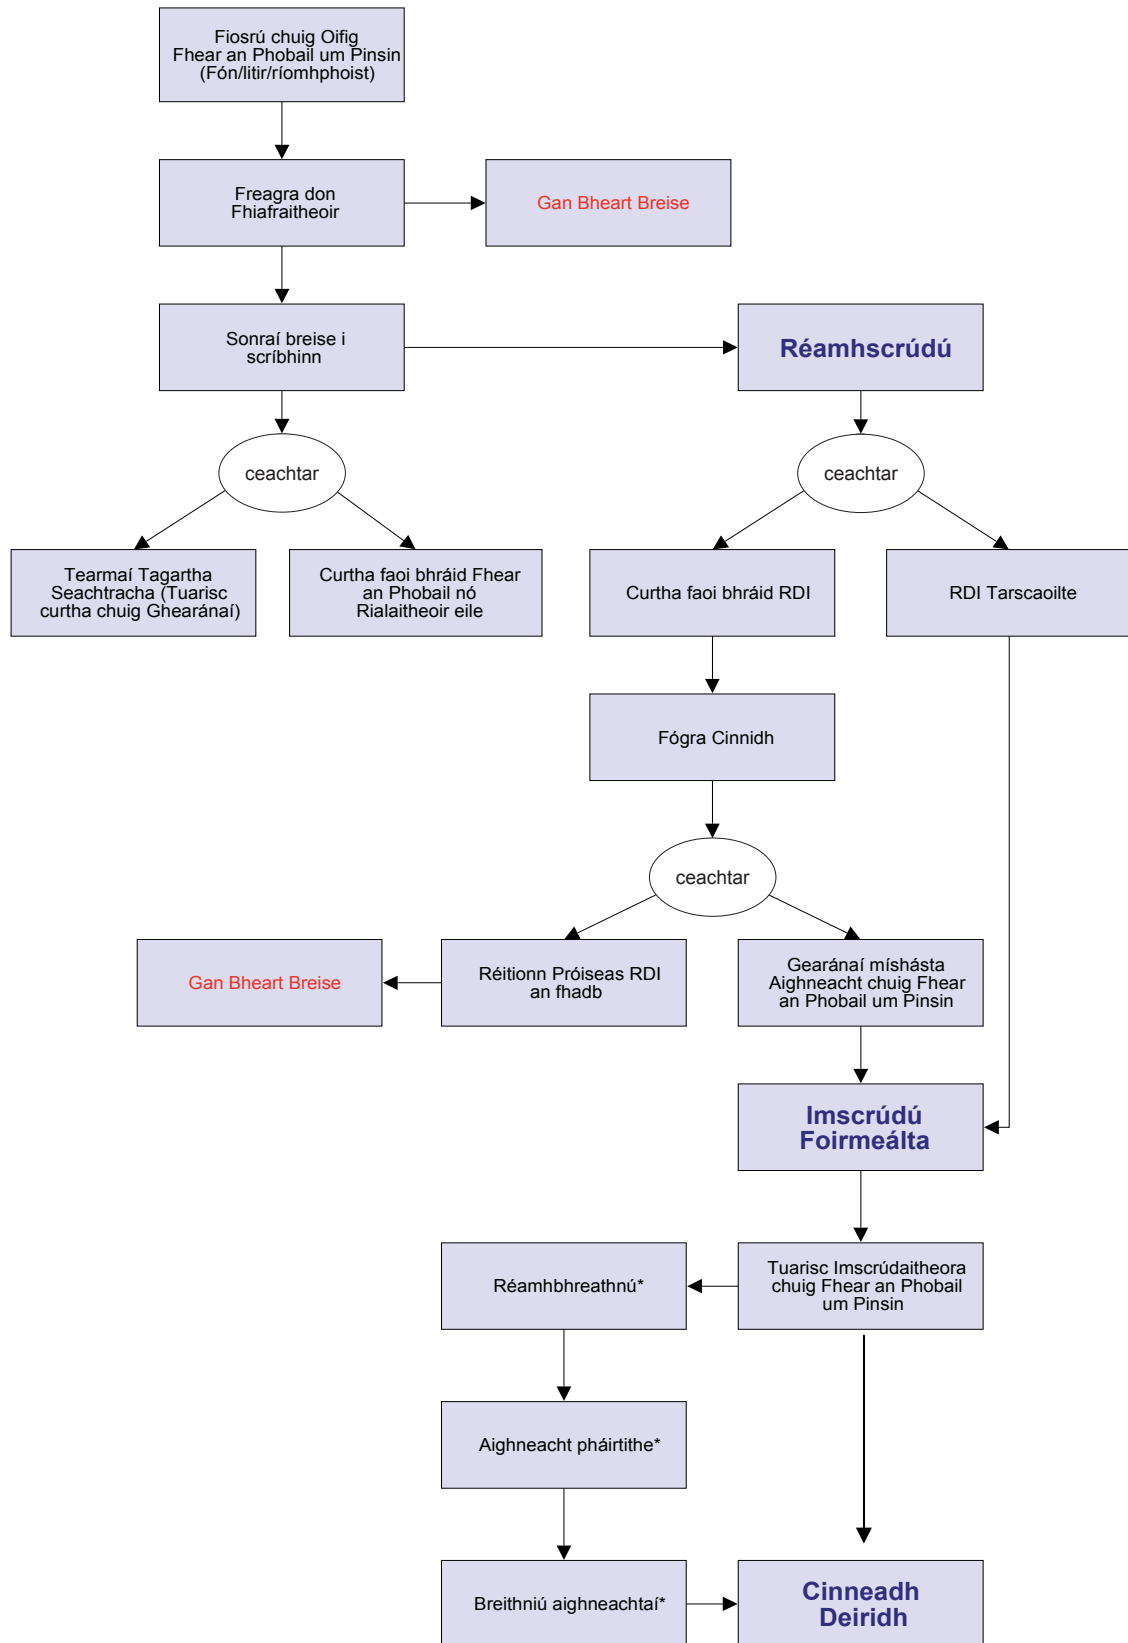 Fiosrú chuig Oifig
Fhear an Phobail um Pinsin
(Fón/litir/ríomhphoist)
Freagra don
Fhiafraitheoir
Gan Bheart Breise
Sonraí breise i
scríbhinn
Réamhscrúdú
ceachtar
ceachtar
Tearmaí Tagartha
Seachtracha (Tuarisc
curtha chuig Ghearánaí)
Curtha faoi bhráid Fhear
an Phobail nó
Rialaitheoir eile
Curtha faoi bhráid RDI
RDI Tarscaoilte
Fógra Cinnidh
ceachtar
Gan Bheart Breise
Réitionn Próiseas RDI
an fhadb
Gearánaí míshásta
Aighneacht chuig Fhear
an Phobail um Pinsin
Imscrúdú
Foirmeálta
Réamhbhreathnú*
Tuarisc Imscrúdaitheora
chuig Fhear an Phobail
um Pinsin
Aighneacht pháirtithe*
Breithniú aighneachtaí*
Cinneadh
Deiridh